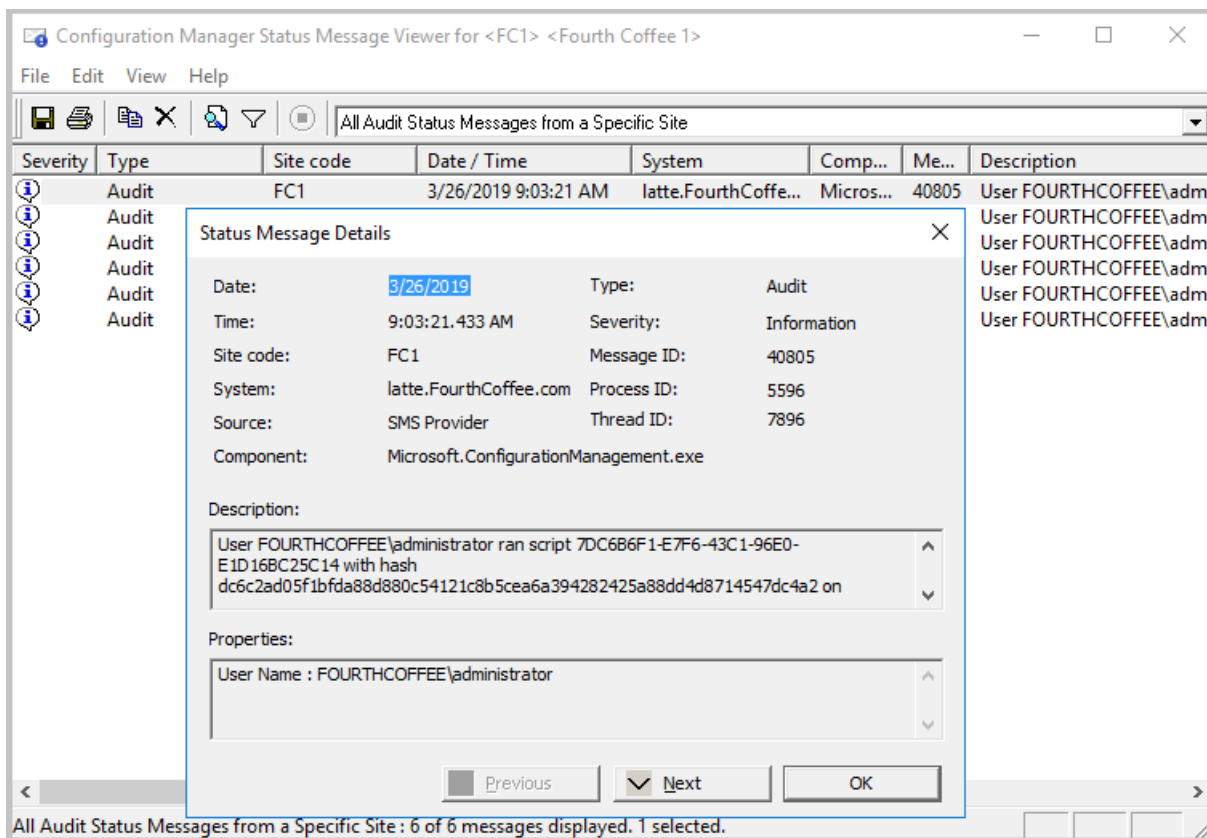 Configuration Manager Status Message Viewer for <FC1> <Fourth Coffee 1>
File Edit View Help
All Audit Status Messages from a Specific Site
Severity Type Site code Date / Time System Comp... Me... Description
Audit FC1 3/26/2019 9:03:21 AM latte.FourthCoffe... Micros... 40805 User FOURTHCOFFEE\adm
Audit User FOURTHCOFFEE\adm
Audit User FOURTHCOFFEE\adm
Audit User FOURTHCOFFEE\adm
Audit User FOURTHCOFFEE\adm
Audit User FOURTHCOFFEE\adm
Status Message Details
Date: 3/26/2019 Type: Audit
Time: 9:03:21.433 AM Severity: Information
Site code: FC1 Message ID: 40805
System: latte.FourthCoffee.com Process ID: 5596
Source: SMS Provider Thread ID: 7896
Component: Microsoft.ConfigurationManagement.exe
Description:
User FOURTHCOFFEE\administrator ran script 7DC6B6F1-E7F6-43C1-96E0-
E1D16BC25C14 with hash
dc6c2ad05f1bfda88d880c54121c8b5cea6a394282425a88dd4d8714547dc4a2 on
Properties:
User Name : FOURTHCOFFEE\administrator
Previous Next OK
All Audit Status Messages from a Specific Site : 6 of 6 messages displayed. 1 selected.